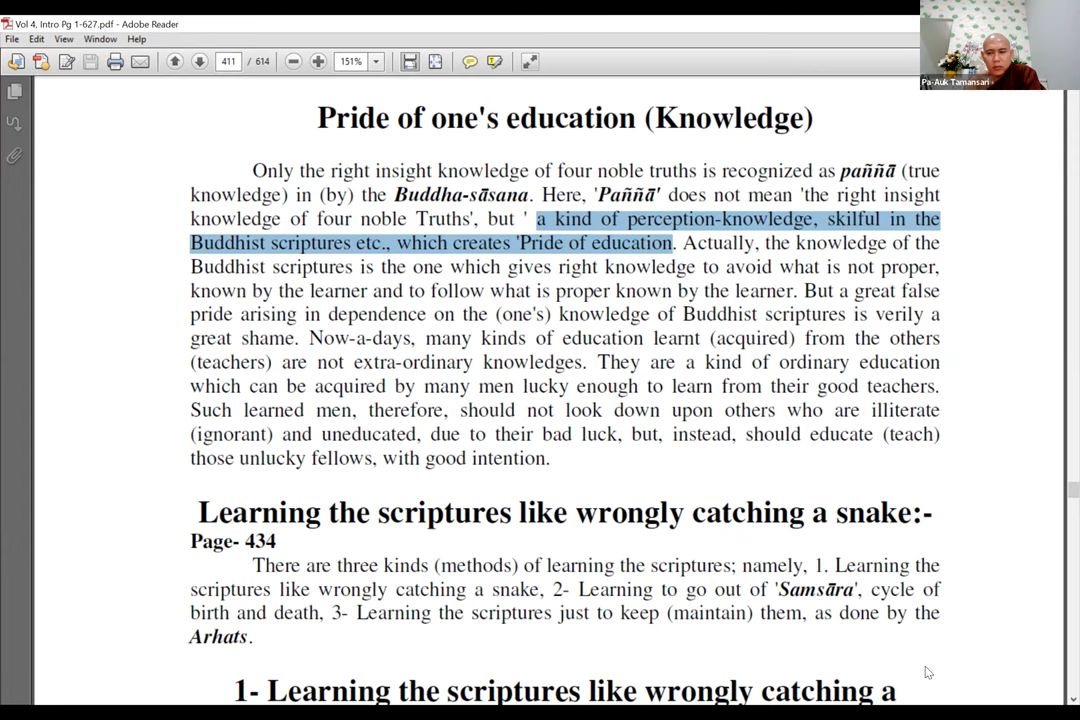 Vol 4, Intro Pg 1-627.pdf - Adobe Reader
File Edit View Window Help
411 / 614 151%
Pa-Auk Tamansari
Pride of one's education (Knowledge)
Only the right insight knowledge of four noble truths is recognized as paññā (true
knowledge) in (by) the Buddha-sāsana. Here, 'Paññā' does not mean 'the right insight
knowledge of four noble Truths', but ' a kind of perception-knowledge, skilful in the
Buddhist scriptures etc., which creates 'Pride of education. Actually, the knowledge of the
Buddhist scriptures is the one which gives right knowledge to avoid what is not proper,
known by the learner and to follow what is proper known by the learner. But a great false
pride arising in dependence on the (one's) knowledge of Buddhist scriptures is verily a
great shame. Now-a-days, many kinds of education learnt (acquired) from the others
(teachers) are not extra-ordinary knowledges. They are a kind of ordinary education
which can be acquired by many men lucky enough to learn from their good teachers.
Such learned men, therefore, should not look down upon others who are illiterate
(ignorant) and uneducated, due to their bad luck, but, instead, should educate (teach)
those unlucky fellows, with good intention.
Learning the scriptures like wrongly catching a snake:-
Page- 434
There are three kinds (methods) of learning the scriptures; namely, 1. Learning the
scriptures like wrongly catching a snake, 2- Learning to go out of 'Samsāra', cycle of
birth and death, 3- Learning the scriptures just to keep (maintain) them, as done by the
Arhats.
1- Learning the scriptures like wrongly catching a